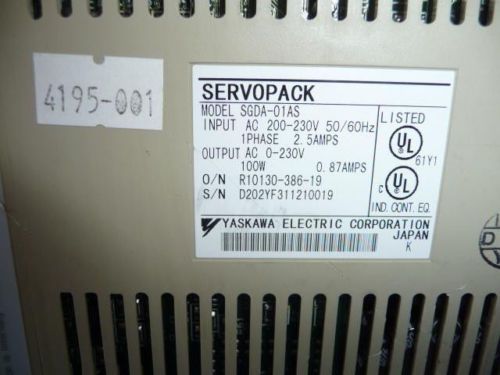 4195-001
SERVOPACK
MODEL SGDA-01AS
INPUT AC 200-230V 50/60Hz
1PHASE 2.5AMPS
OUTPUT AC 0-230V
100W 0.87AMPS
O/N R10130-386-19
S/N D202YF311210019
YASKAWA ELECTRIC CORPORATION
JAPAN
K
LISTED
UL
61Y1
C UL
IND. CONT. EQ.